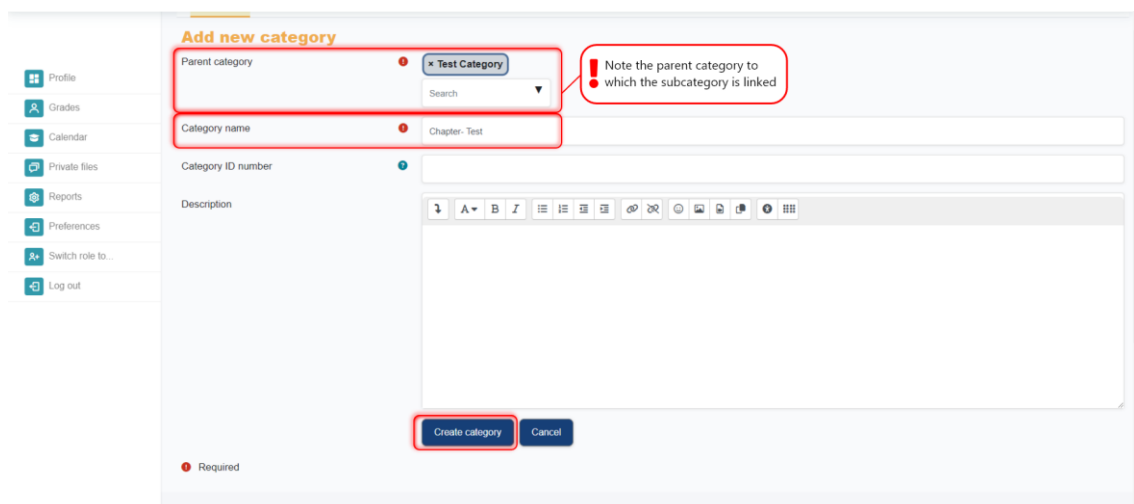 Add new category
Parent category
× Test Category
Search
Note the parent category to
which the subcategory is linked
Profile
Grades
Calendar
Private files
Reports
Preferences
Switch role to...
Log out
Category name
Chapter- Test
Category ID number
Description
A B I
Create category
Cancel
Required